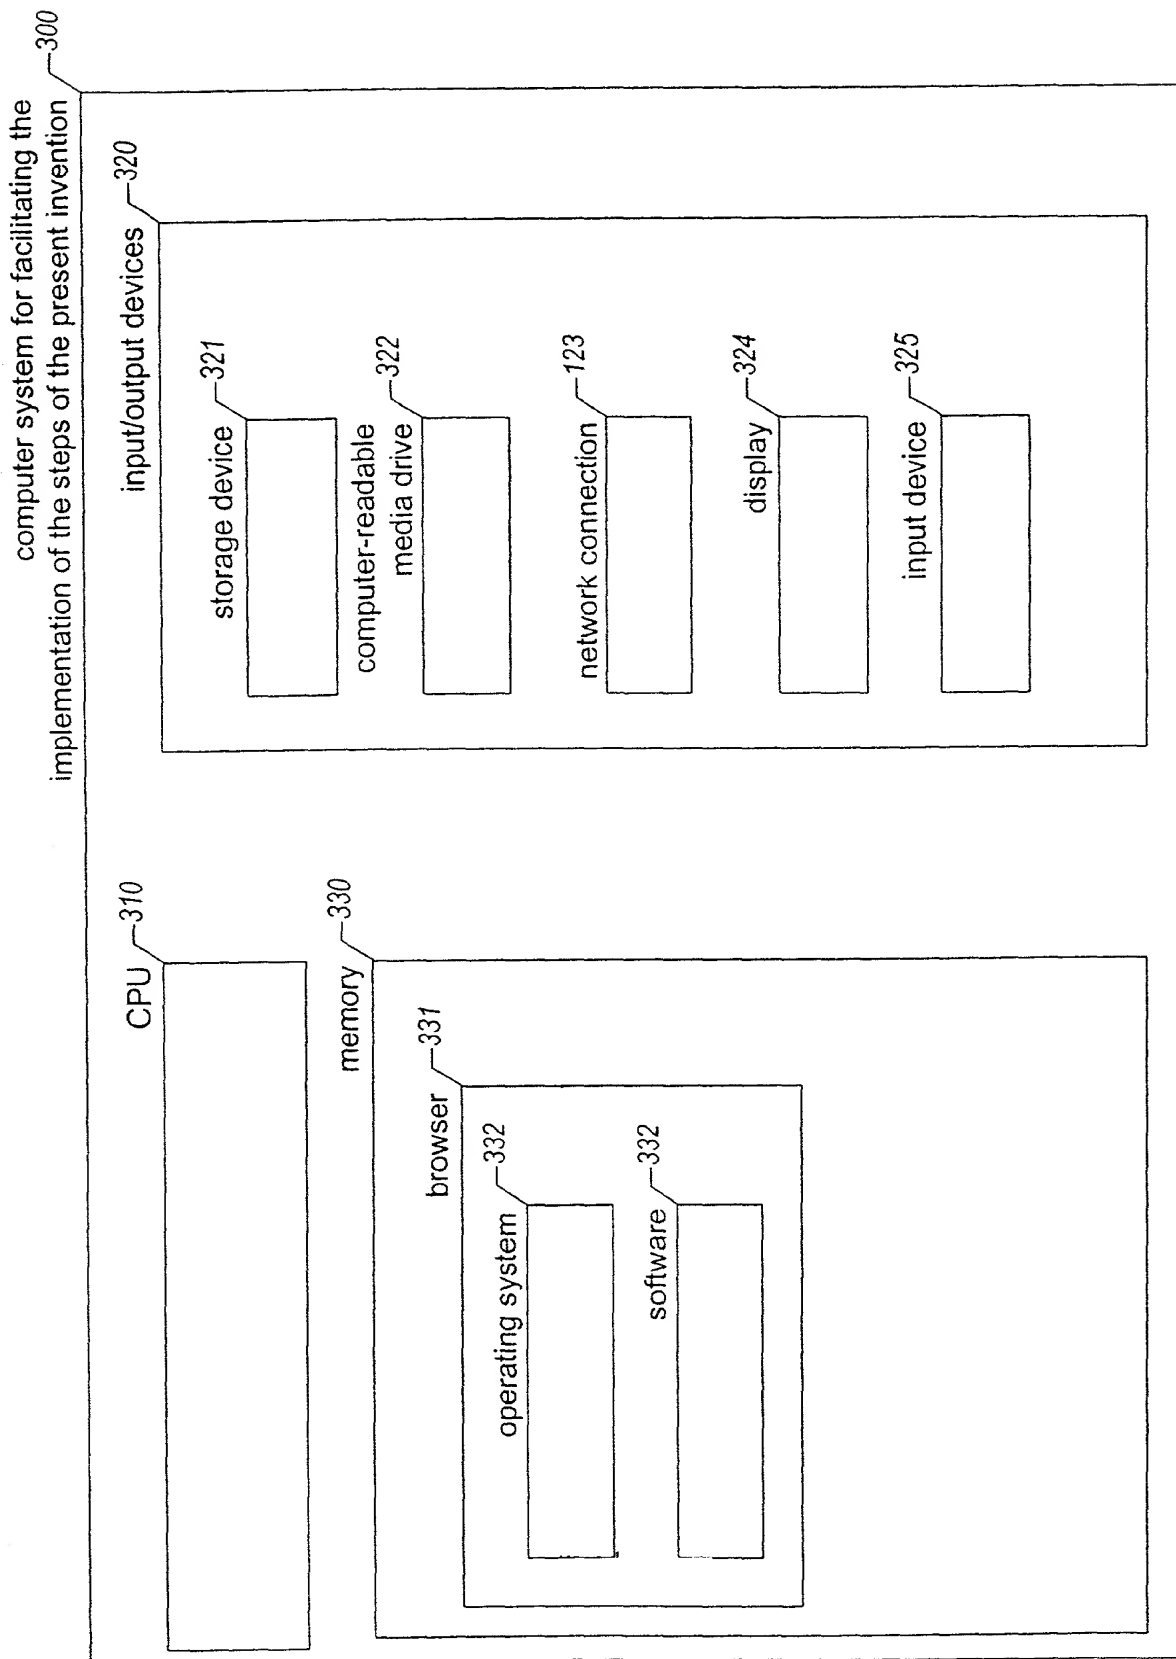 computer system for facilitating the
implementation of the steps of the present invention
300
CPU
310
memory
330
browser
331
operating system
332
software
332
input/output devices
320
storage device
321
computer-readable
media drive
322
network connection
123
display
324
input device
325